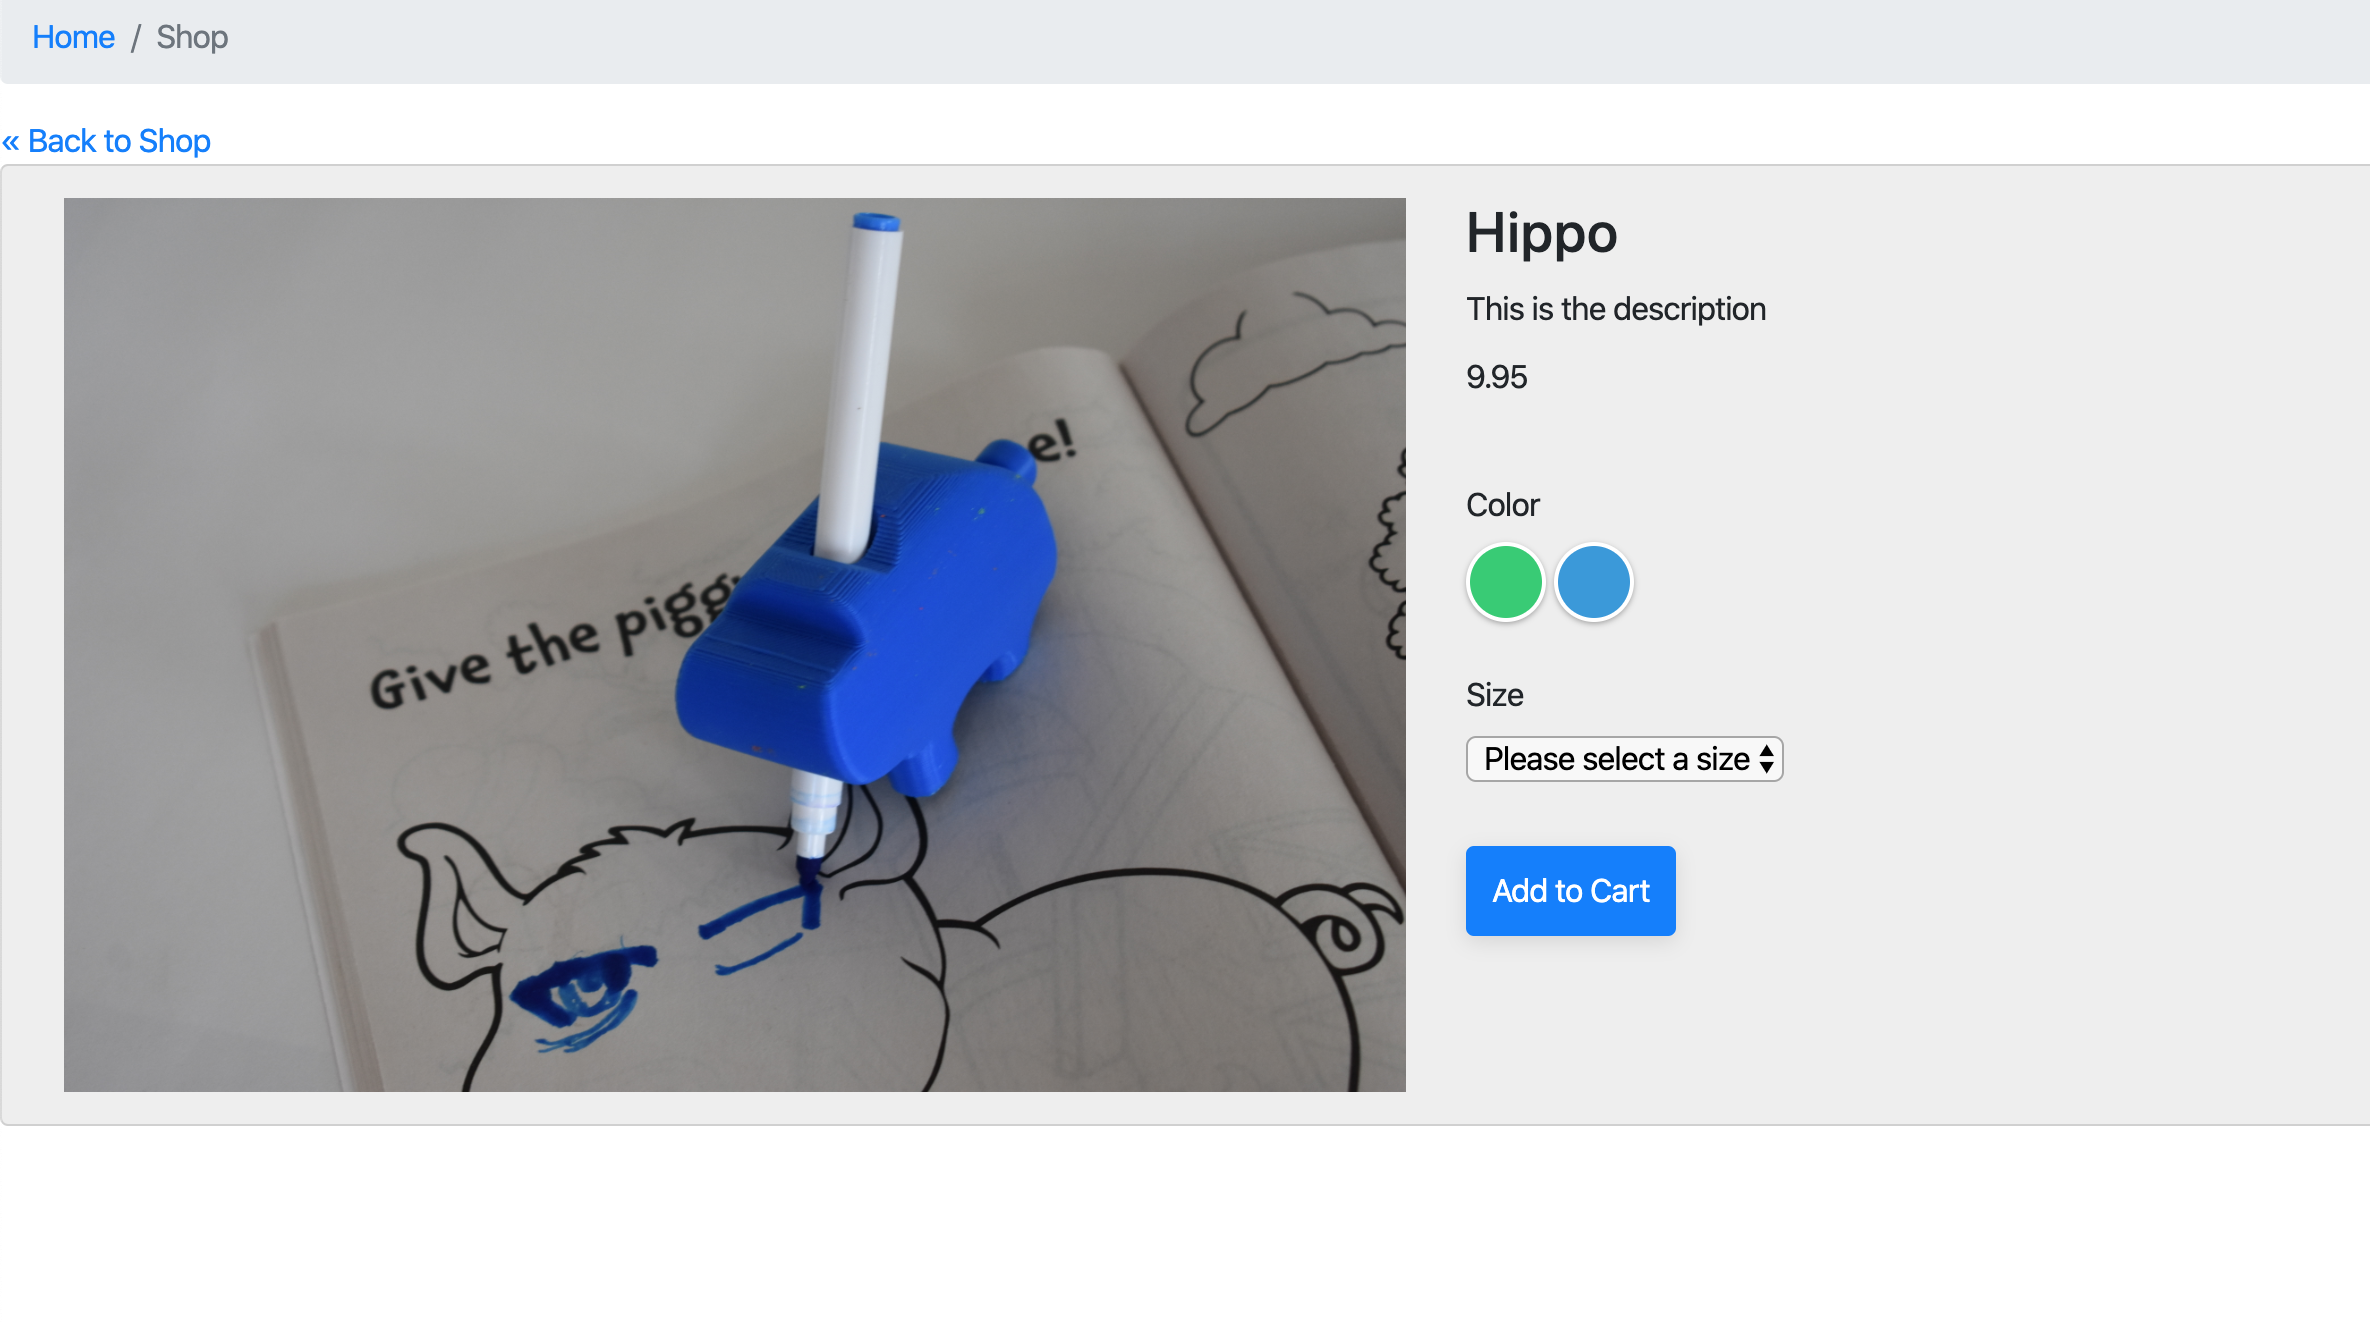 Home / Shop
« Back to Shop
Give the pigg
e!
Hippo
This is the description
9.95
Color
Size
Please select a size
Add to Cart